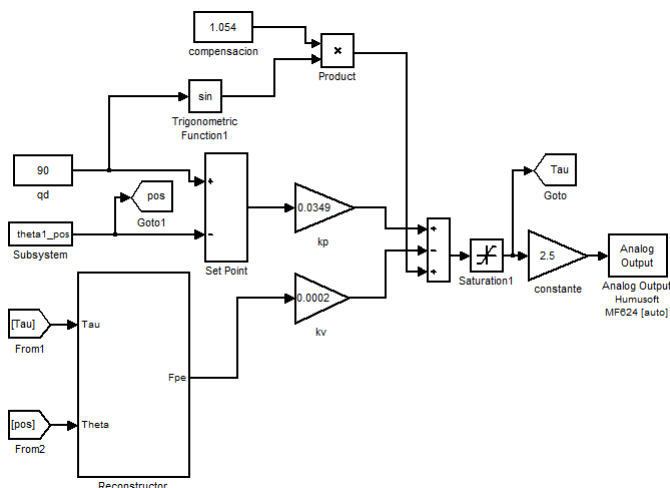 1.054
compensacion
×
Product
sin
Trigonometric
Function1
90
qd
+
-
Set Point
pos
Goto1
theta1_pos
Subsystem
0.0349
kp
+
-
+
Saturation1
Tau
Goto
2.5
constante
Analog
Output
Analog Output
Humusoft
MF624 [auto]
0.0002
kv
[Tau]
From1
Tau
Fpe
[pos]
From2
Theta
Reconstructor